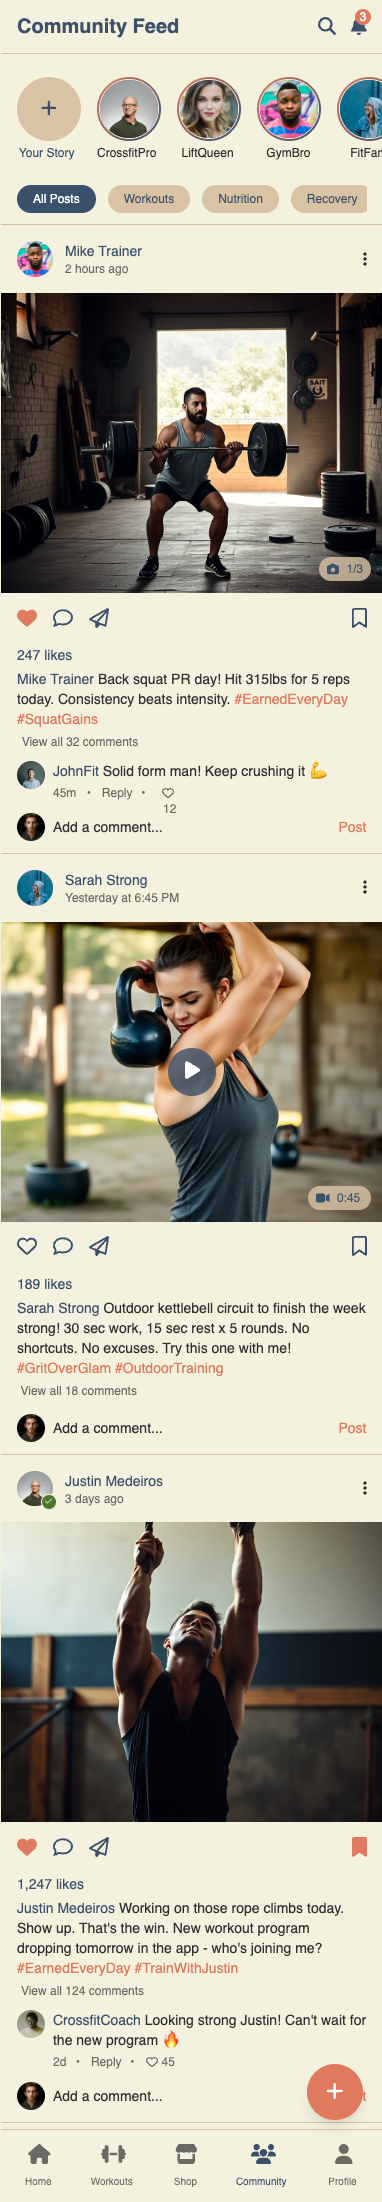 Community Feed
3
Your Story
CrossfitPro
LiftQueen
GymBro
FitFan
All Posts
Workouts
Nutrition
Recovery
Mike Trainer
2 hours ago
SAIT
1/3
247 likes
Mike Trainer Back squat PR day! Hit 315lbs for 5 reps
today. Consistency beats intensity. #EarnedEveryDay
#SquatGains
View all 32 comments
JohnFit Solid form man! Keep crushing it 💪
45m • Reply •
12
Add a comment...
Post
Sarah Strong
Yesterday at 6:45 PM
0:45
189 likes
Sarah Strong Outdoor kettlebell circuit to finish the week
strong! 30 sec work, 15 sec rest x 5 rounds. No
shortcuts. No excuses. Try this one with me!
#GritOverGlam #OutdoorTraining
View all 18 comments
Add a comment...
Post
Justin Medeiros
3 days ago
1,247 likes
Justin Medeiros Working on those rope climbs today.
Show up. That's the win. New workout program
dropping tomorrow in the app - who's joining me?
#EarnedEveryDay #TrainWithJustin
View all 124 comments
CrossfitCoach Looking strong Justin! Can't wait for
the new program 🔥
2d • Reply • 45
Add a comment...
t
Home
Workouts
Shop
Community
Profile